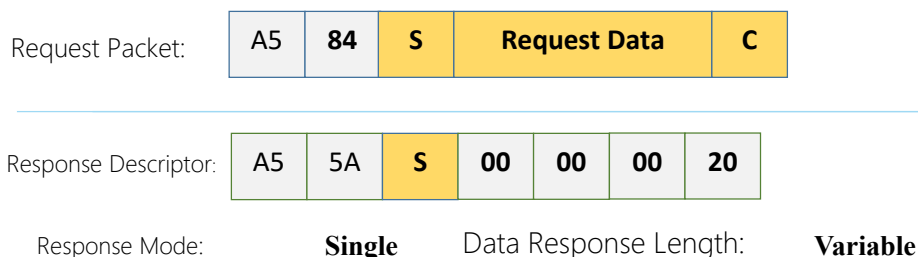 Request Packet: A5 84 S Request Data C
Response Descriptor: A5 5A S 00 00 00 20
Response Mode: Single Data Response Length: Variable